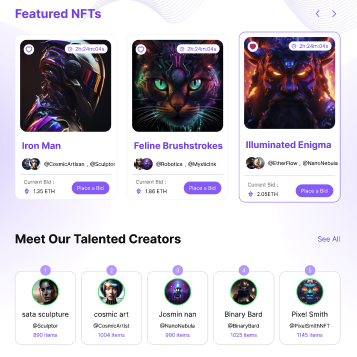 Featured NFTs
2h:24m:04s
2h:24m:04s
2h:24m:04s
Iron Man
@CosmicArtisan , @Sculptor
Current Bid :
1.35 ETH
Place a Bid
Feline Brushstrokes
@Robotica , @MysticInk
Current Bid :
1.86 ETH
Place a Bid
Illuminated Enigma
@EtherFlow , @NanoNebula
Current Bid :
2.05ETH
Place a Bid
Meet Our Talented Creators
See All
1
2
3
4
5
sata sculpture
@Sculptor
890 items
cosmic art
@CosmicArtist
1004 items
Josmin nan
@NanoNebula
990 items
Binary Bard
@BinaryBard
1025 items
Pixel Smith
@PixelSmithNFT
1145 items